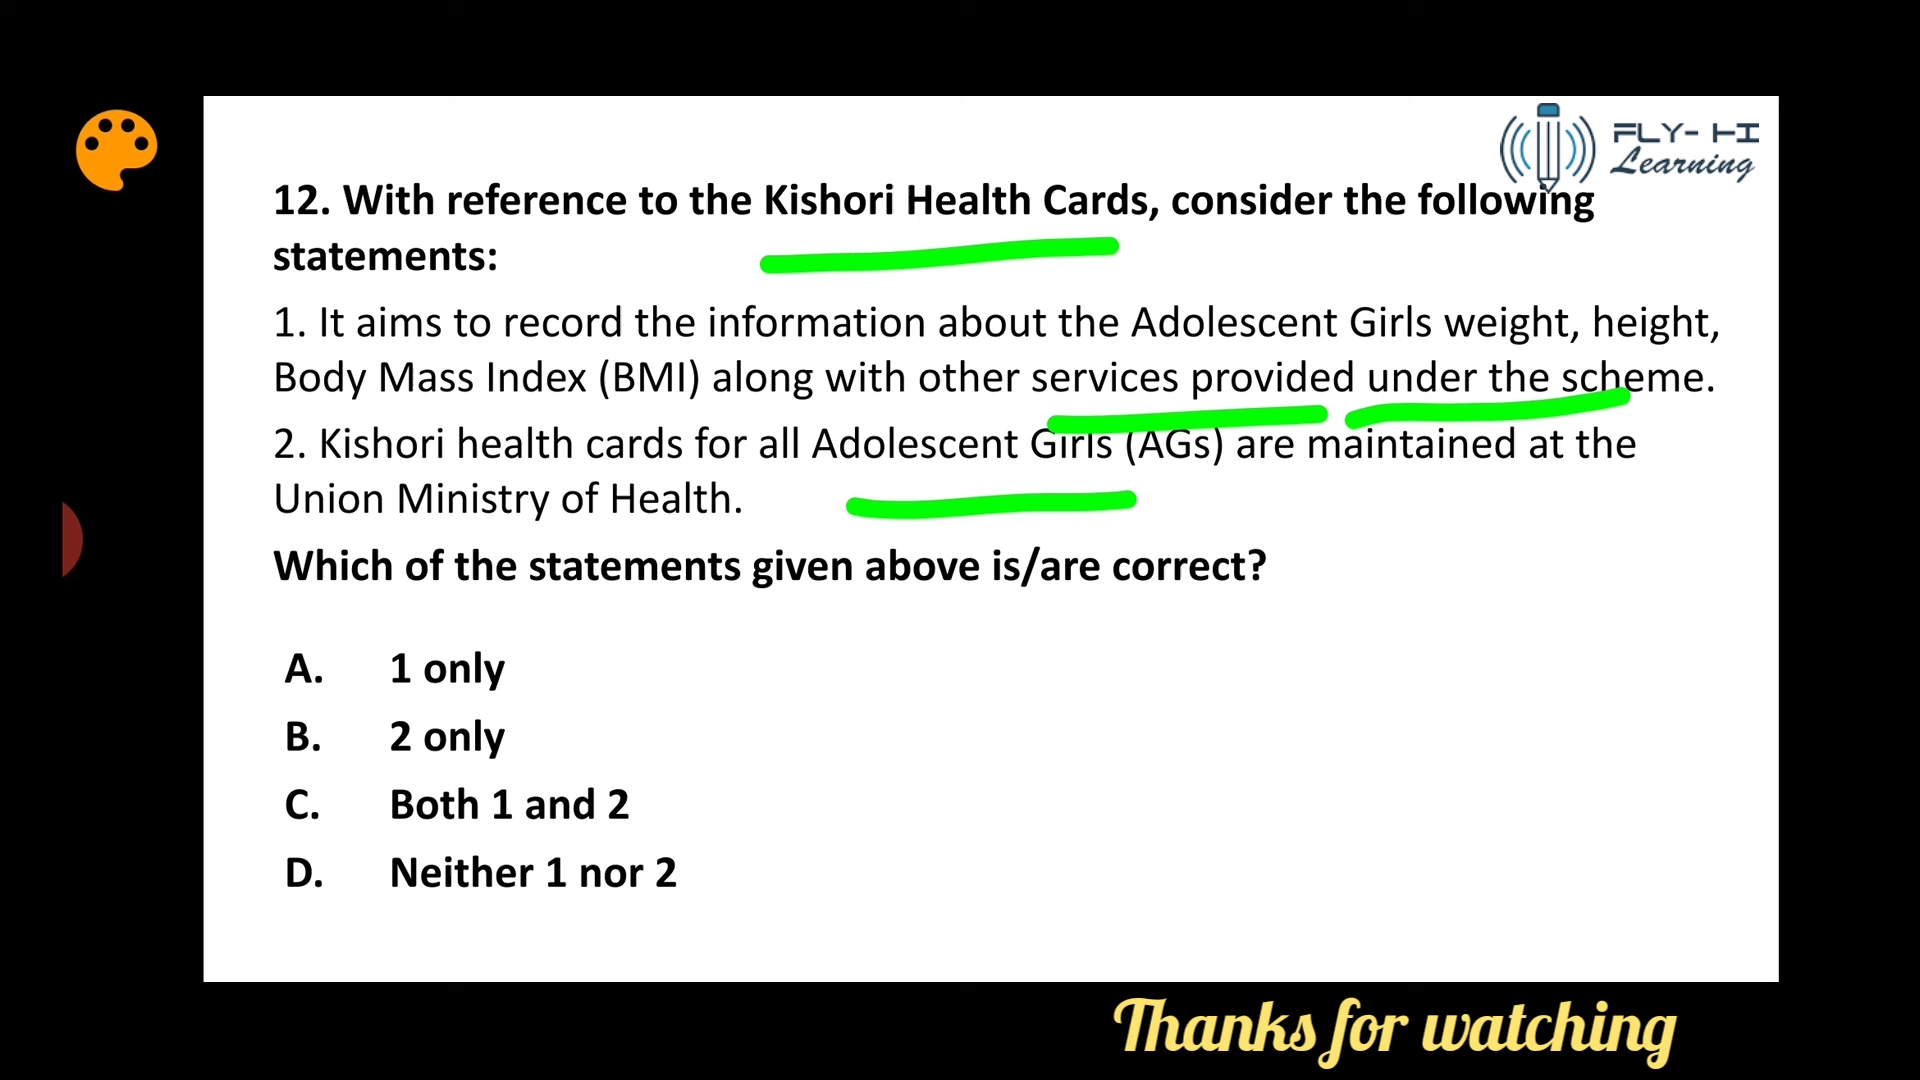 FLY- HI
Learning
12. With reference to the Kishori Health Cards, consider the following
statements:
1. It aims to record the information about the Adolescent Girls weight, height,
Body Mass Index (BMI) along with other services provided under the scheme.
2. Kishori health cards for all Adolescent Girls (AGs) are maintained at the
Union Ministry of Health.
Which of the statements given above is/are correct?
A. 1 only
B. 2 only
C. Both 1 and 2
D. Neither 1 nor 2
Thanks for watching